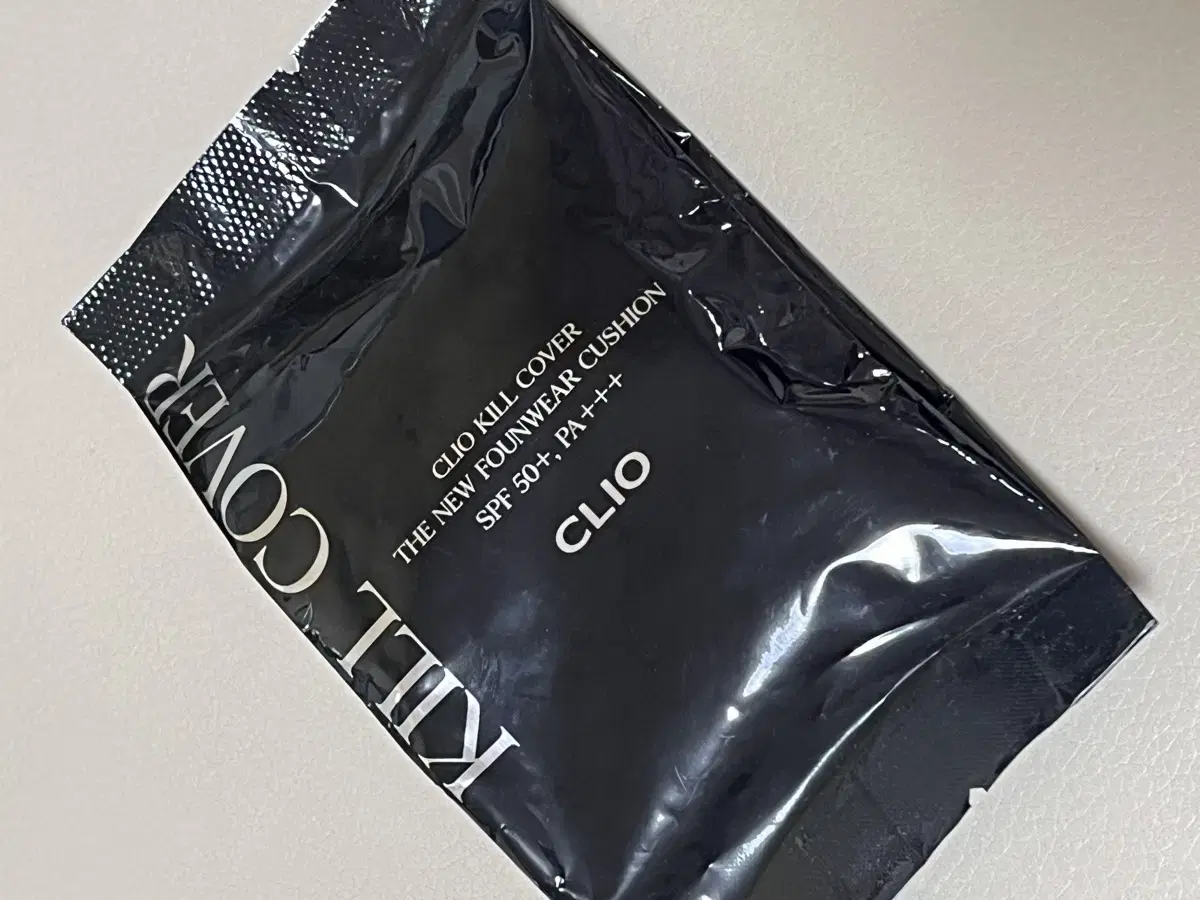 CLIO KILL COVER
THE NEW FOUNWEAR CUSHION
SPF 50+, PA+++
CLIO
KILL COVER